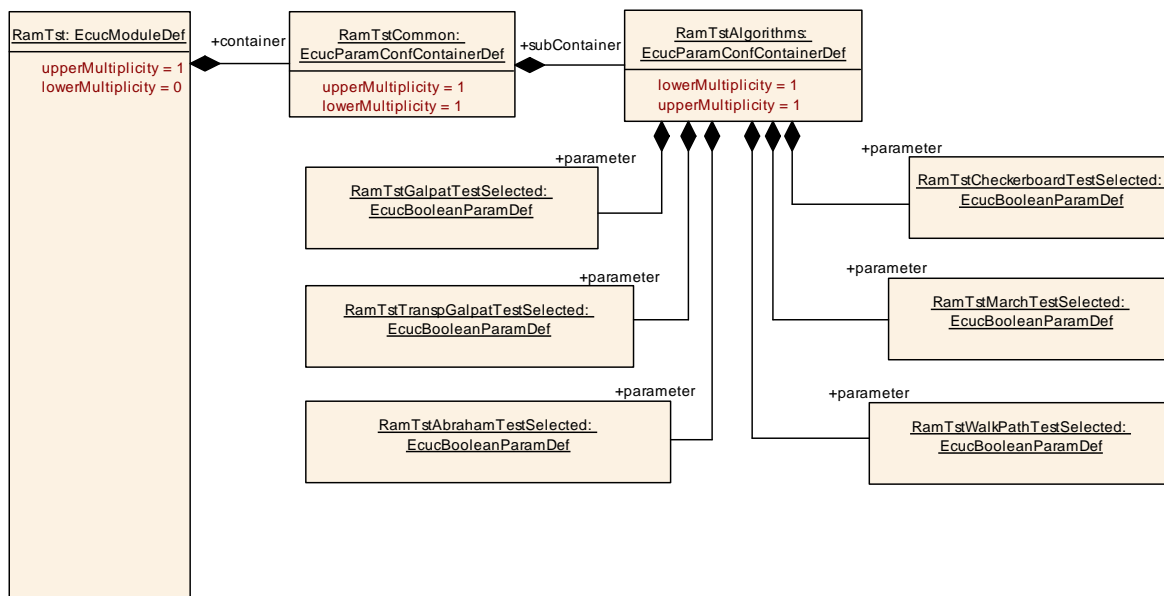 RamTst: EcucModuleDef
upperMultiplicity = 1
lowerMultiplicity = 0
+container
RamTstCommon:
EcucParamConfContainerDef
upperMultiplicity = 1
lowerMultiplicity = 1
+subContainer
RamTstAlgorithms:
EcucParamConfContainerDef
lowerMultiplicity = 1
upperMultiplicity = 1
+parameter
RamTstGalpatTestSelected:
EcucBooleanParamDef
+parameter
RamTstCheckerboardTestSelected:
EcucBooleanParamDef
+parameter
RamTstTranspGalpatTestSelected:
EcucBooleanParamDef
+parameter
RamTstMarchTestSelected:
EcucBooleanParamDef
+parameter
RamTstAbrahamTestSelected:
EcucBooleanParamDef
+parameter
RamTstWalkPathTestSelected:
EcucBooleanParamDef